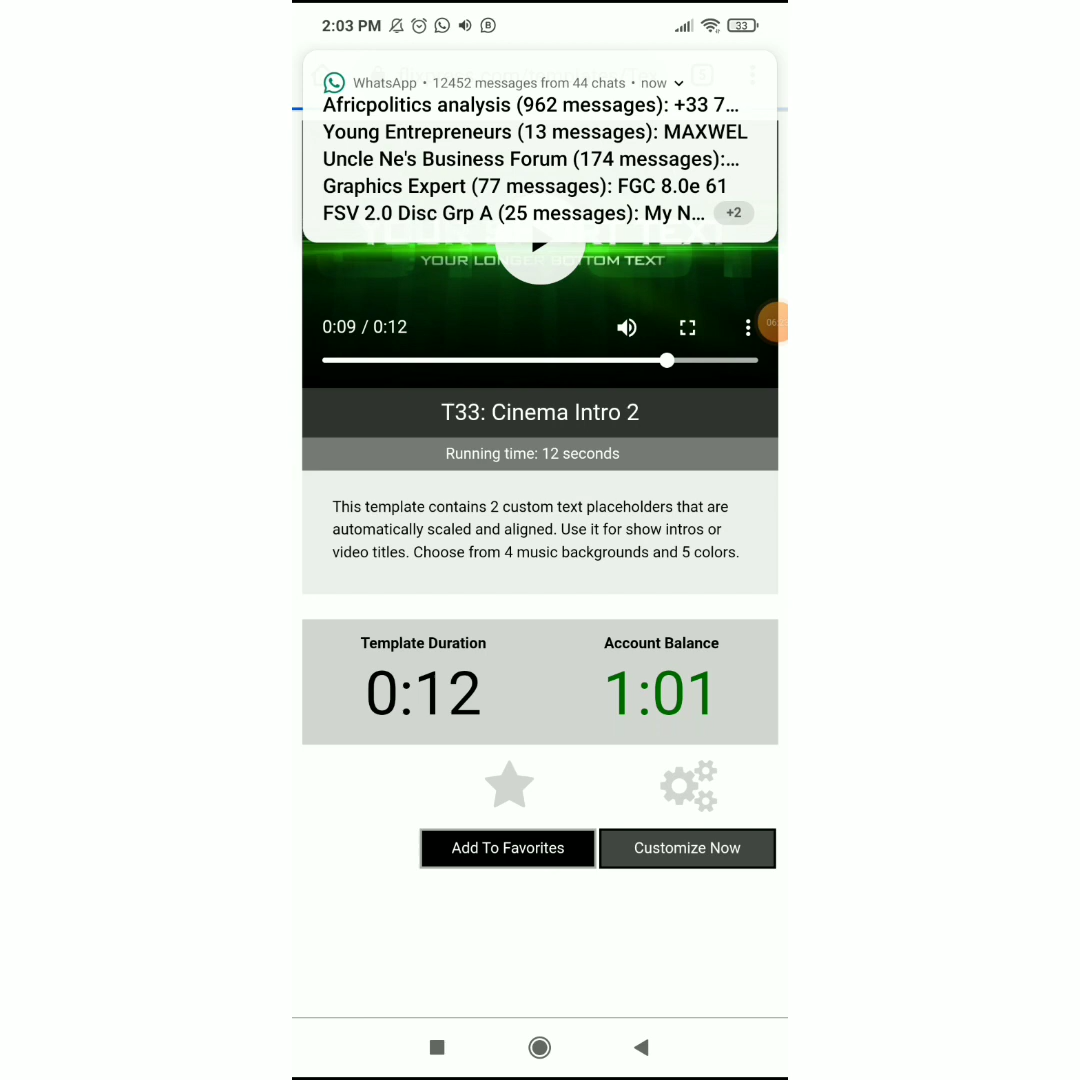 2:03 PM
33
WhatsApp • 12452 messages from 44 chats • now
Africpolitics analysis (962 messages): +33 7...
Young Entrepreneurs (13 messages): MAXWEL
Uncle Ne's Business Forum (174 messages):...
Graphics Expert (77 messages): FGC 8.0e 61
FSV 2.0 Disc Grp A (25 messages): My N... +2
YOUR LONGER BOTTOM TEXT
0:09 / 0:12
T33: Cinema Intro 2
Running time: 12 seconds
This template contains 2 custom text placeholders that are
automatically scaled and aligned. Use it for show intros or
video titles. Choose from 4 music backgrounds and 5 colors.
Template Duration Account Balance
0:12 1:01
Add To Favorites Customize Now